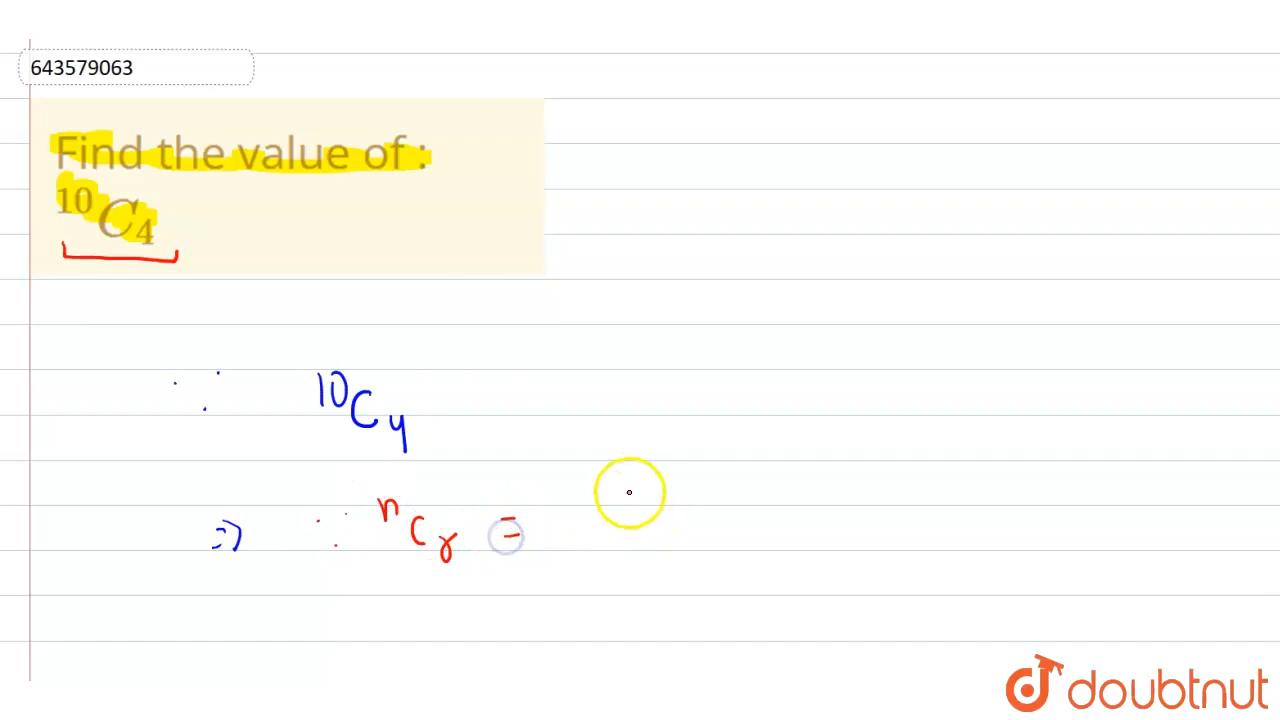 643579063
Find the value of :
¹⁰C₄
∵ ¹⁰C₄
⇒ ∵ ⁿCᵣ =
doubtnut